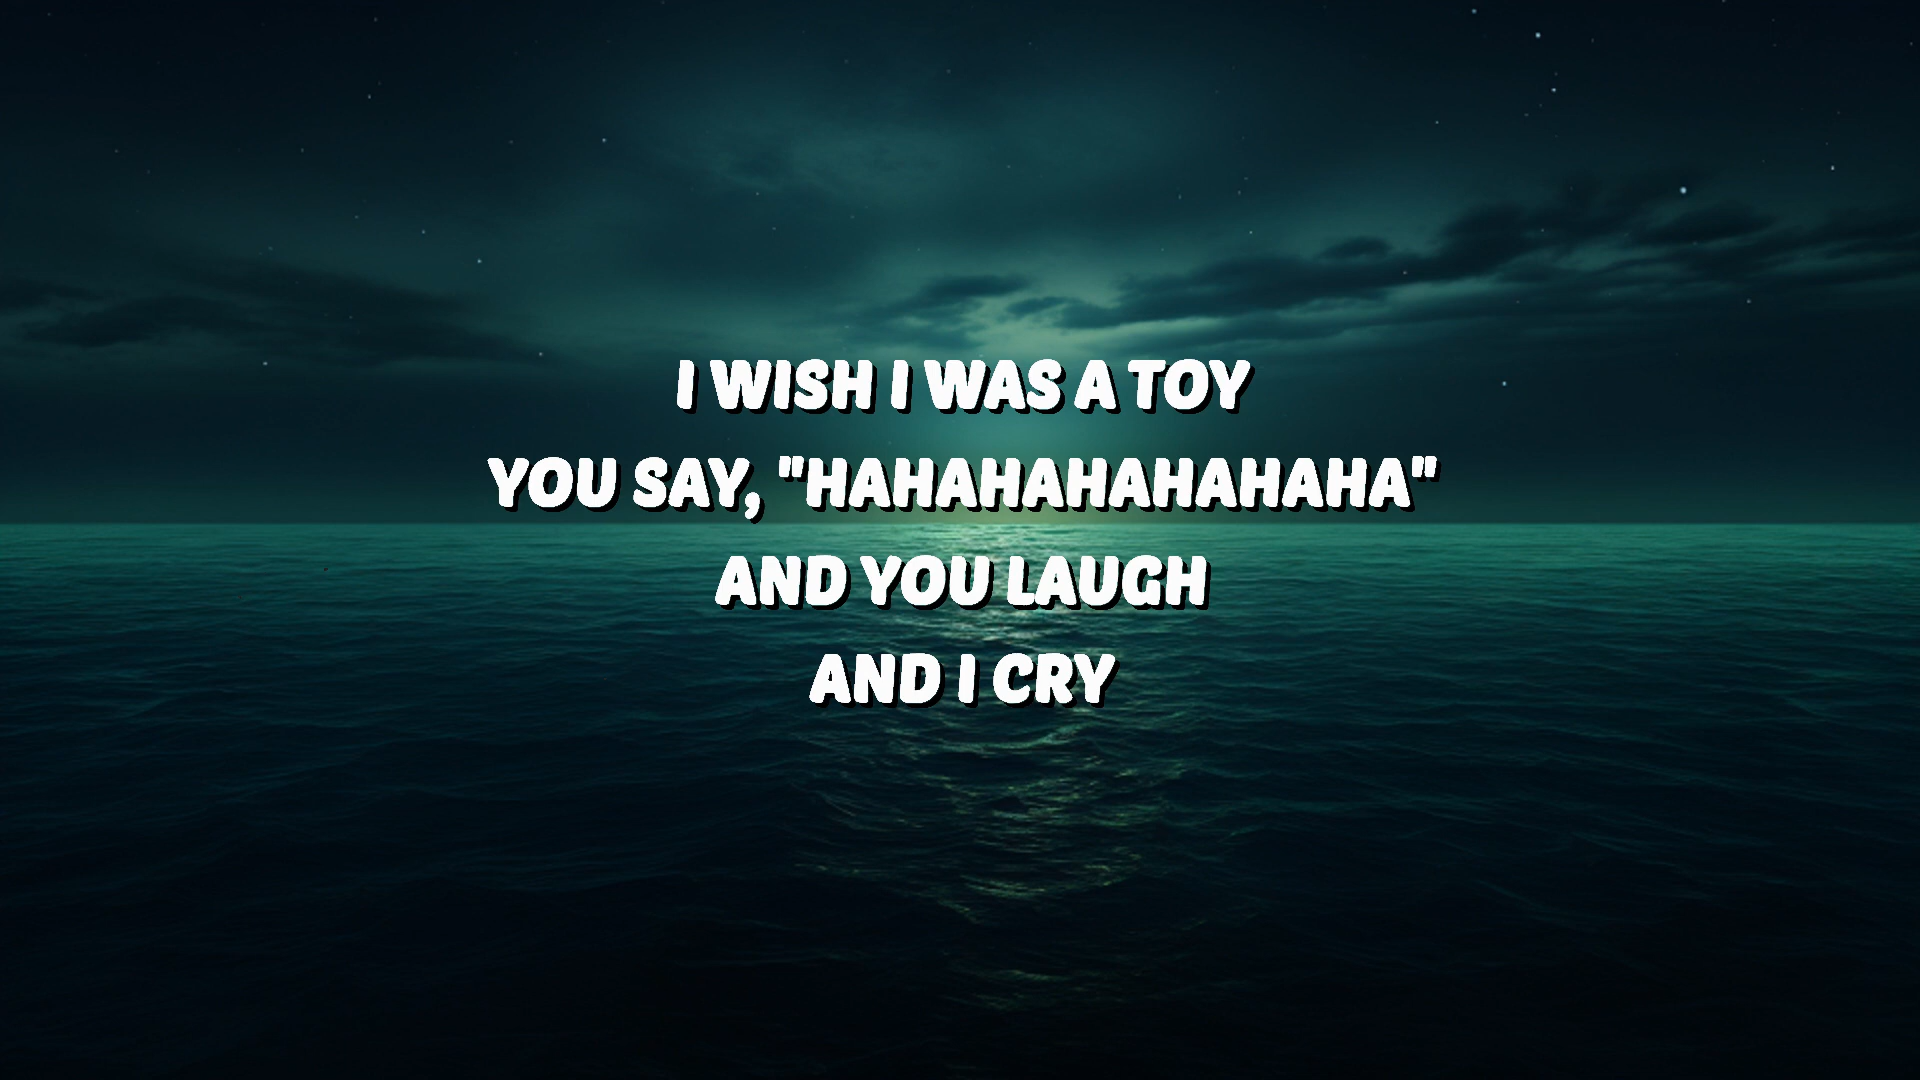 I WISH I WAS A TOY
YOU SAY, "HAHAHAHAHAHAHA"
AND YOU LAUGH
AND I CRY